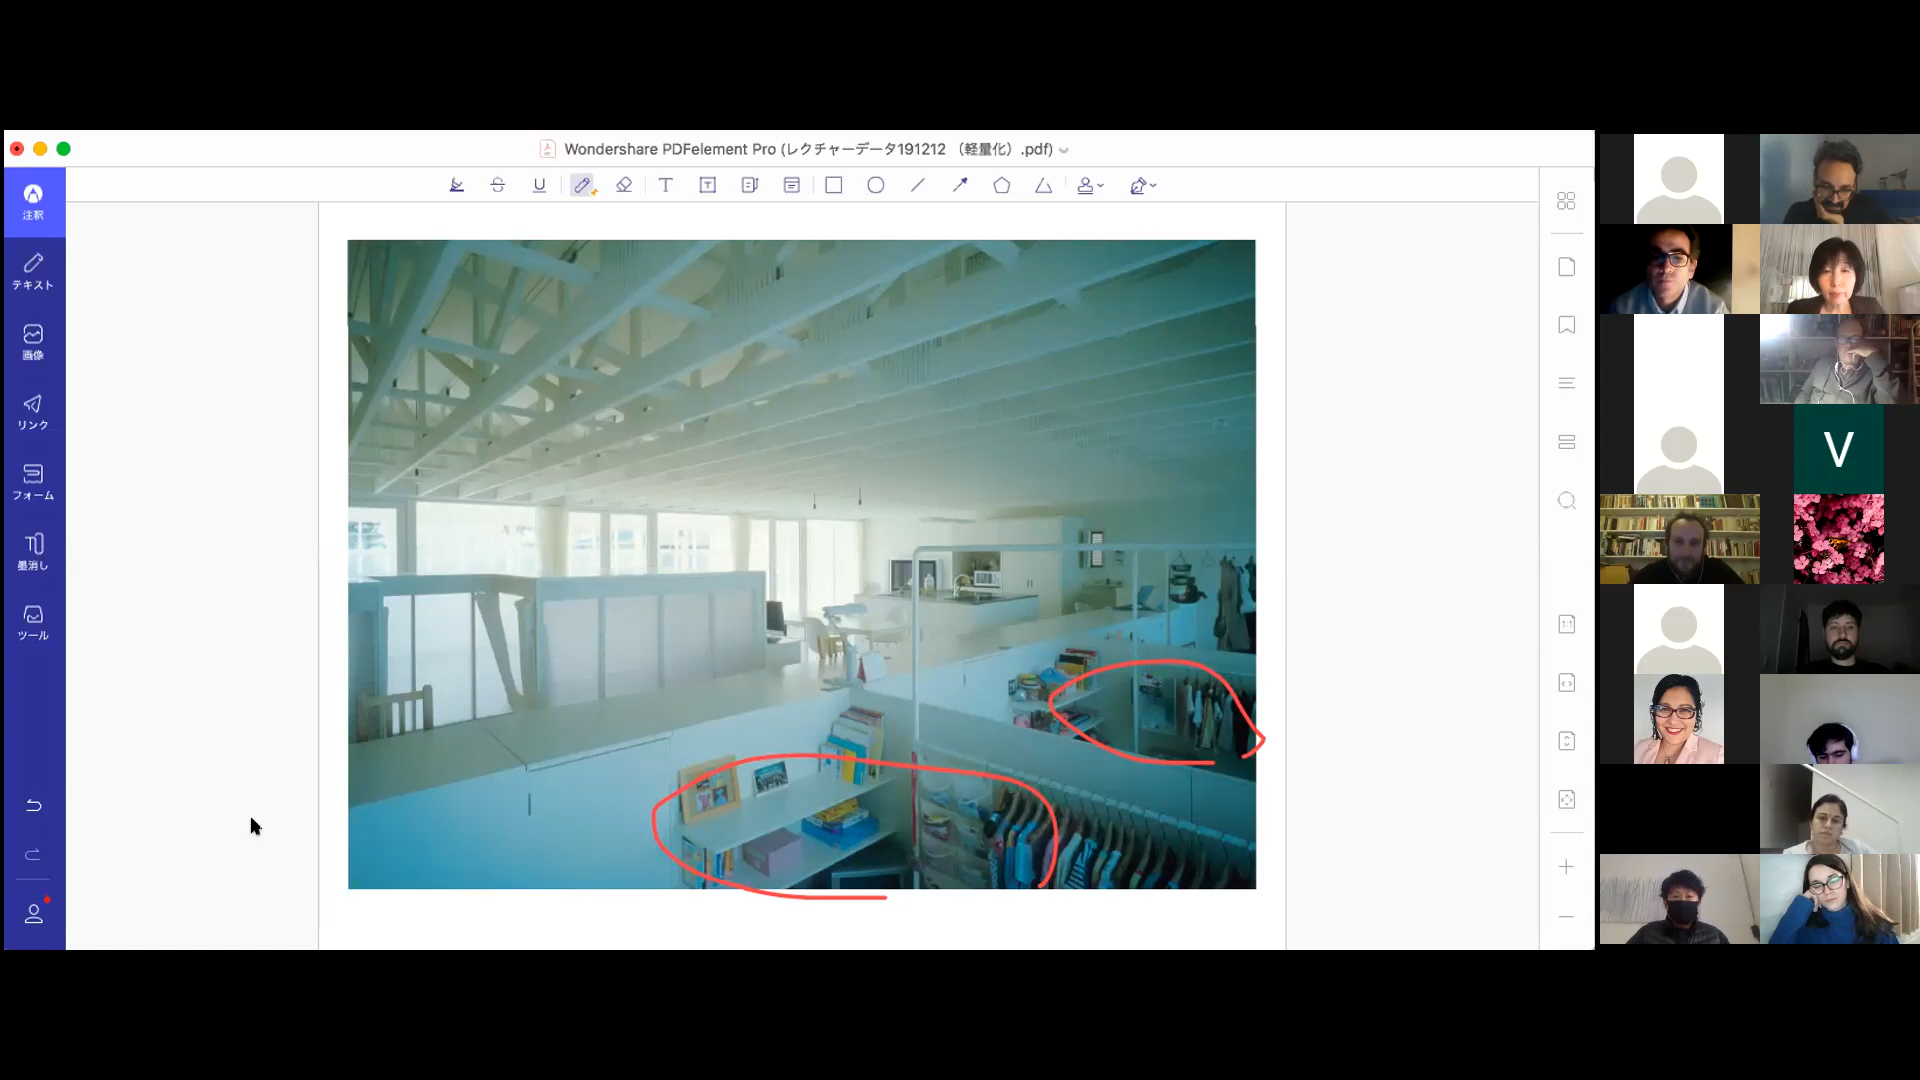 Wondershare PDFelement Pro (レクチャーデータ191212 （軽量化）.pdf)
注釈
テキスト
画像
リンク
フォーム
墨消し
ツール
T
U
S
T
1:1
V